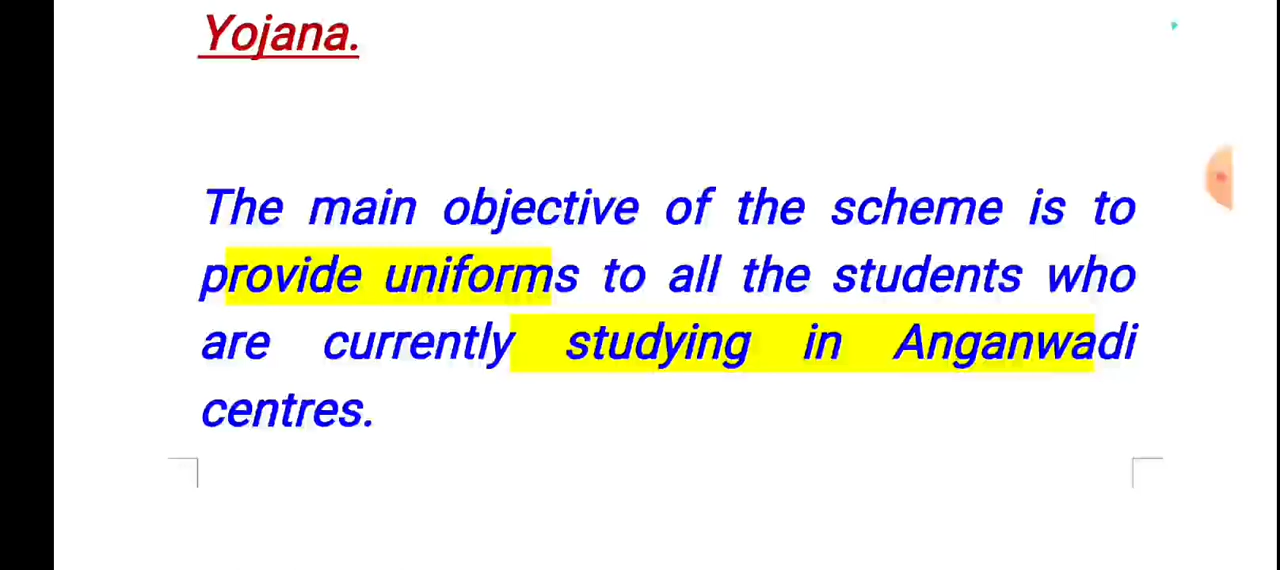 Yojana.
The main objective of the scheme is to
provide uniforms to all the students who
are currently studying in Anganwadi
centres.